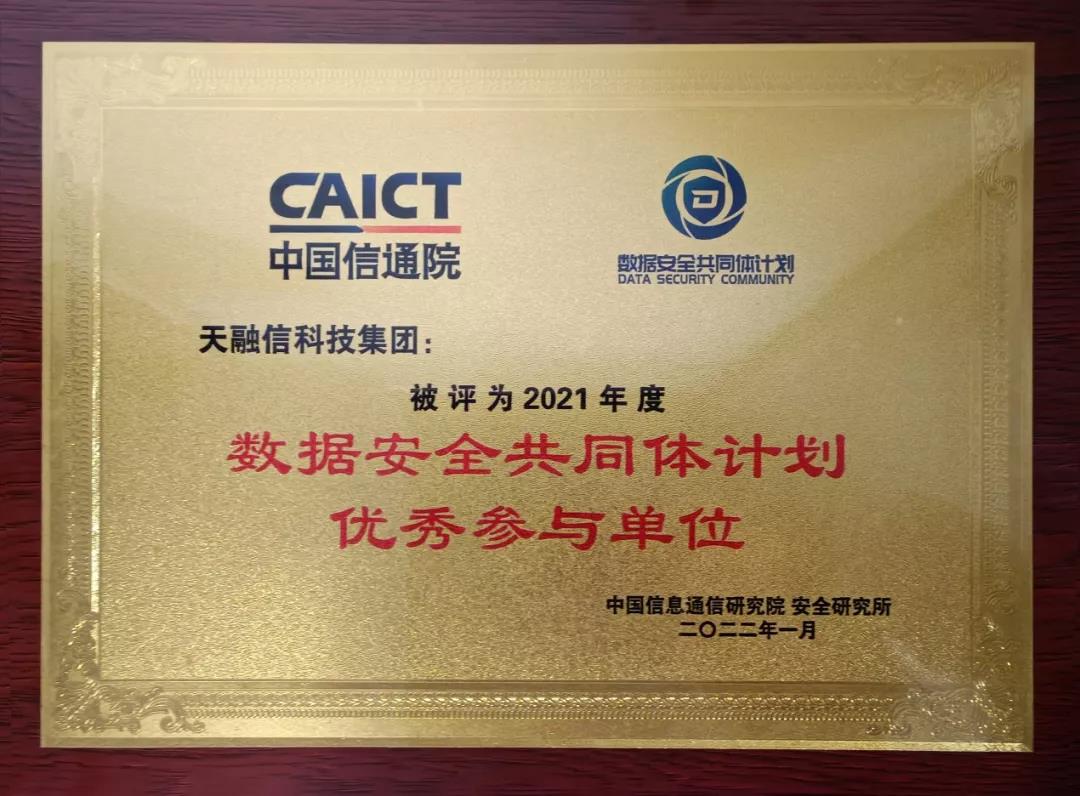 CAICT
中国信通院
D
数据安全共同体计划
DATA SECURITY COMMUNITY
天融信科技集团：
被评为2021年度
数据安全共同体计划
优秀参与单位
中国信息通信研究院 安全研究所
二〇二二年一月